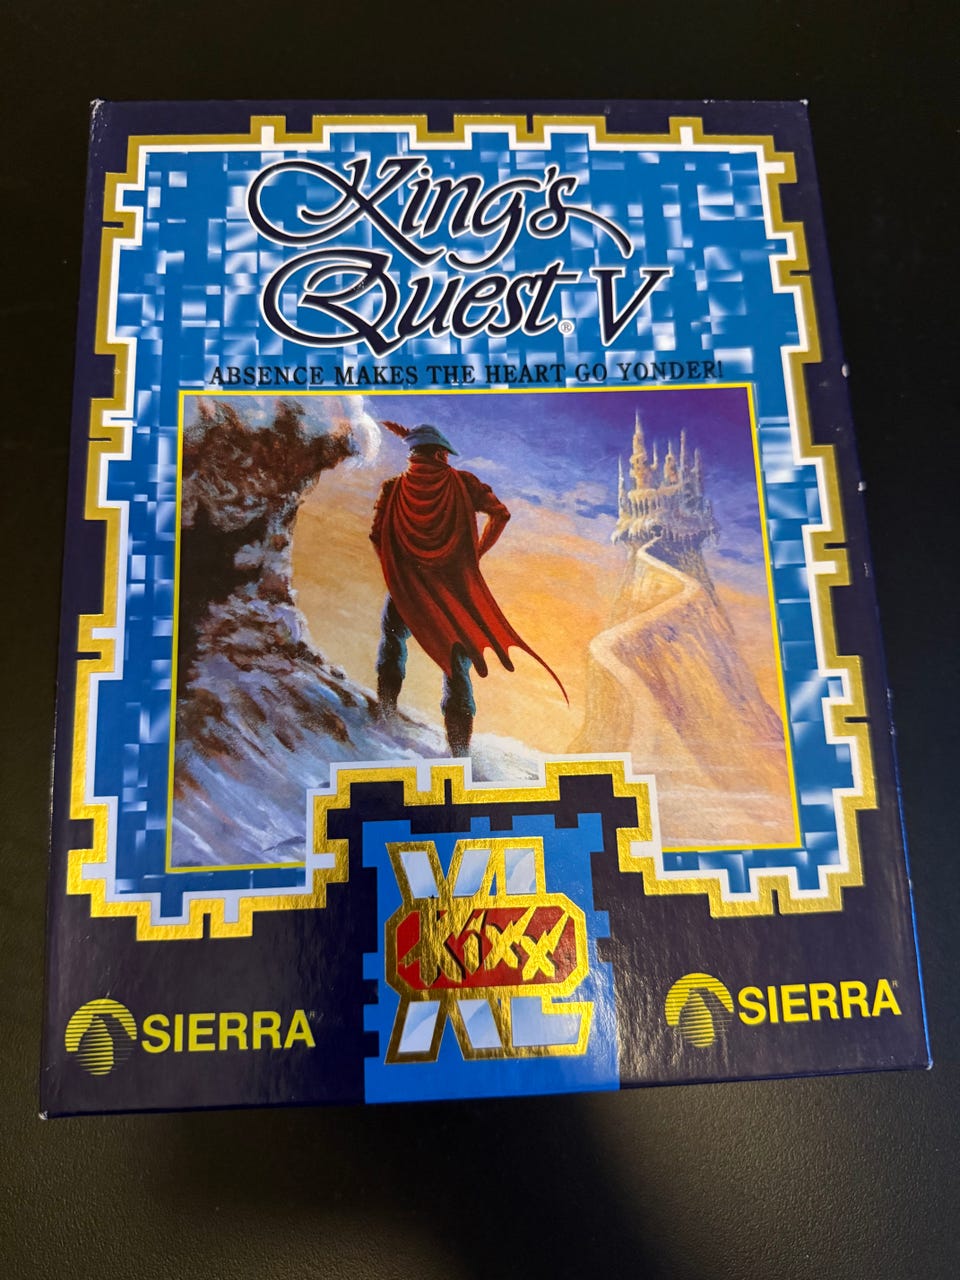 King's
Quest® V
ABSENCE MAKES THE HEART GO YONDER!
XL
Kixx
SIERRA
SIERRA